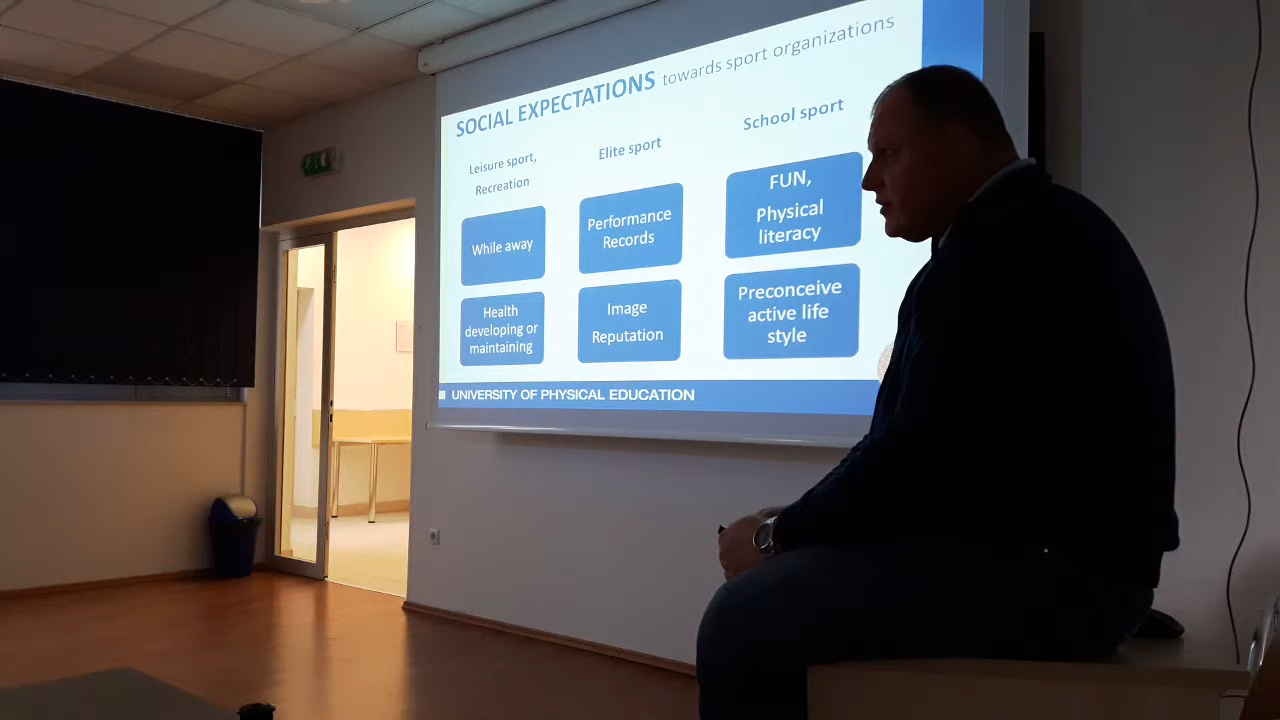 SOCIAL EXPECTATIONS towards sport organizations
Leisure sport,
Recreation
While away
Health
developing or
maintaining
Elite sport
Performance
Records
Image
Reputation
School sport
FUN,
Physical
literacy
Preconceive
active life
style
UNIVERSITY OF PHYSICAL EDUCATION